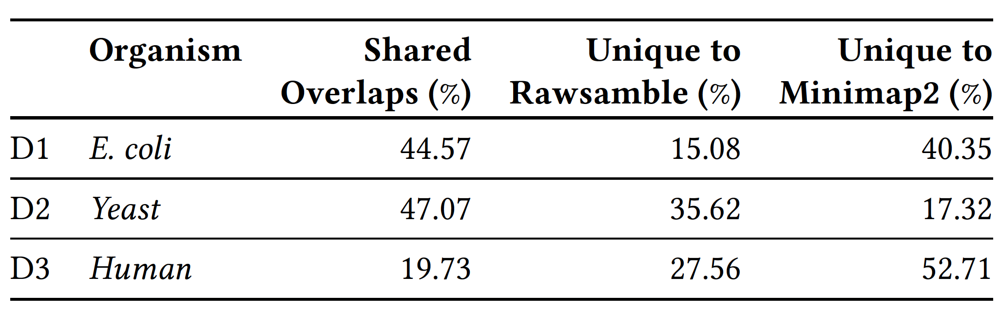 Organism Shared Unique to Unique to
Overlaps (%) Rawsamble (%) Minimap2 (%)
D1 E. coli 44.57 15.08 40.35
D2 Yeast 47.07 35.62 17.32
D3 Human 19.73 27.56 52.71